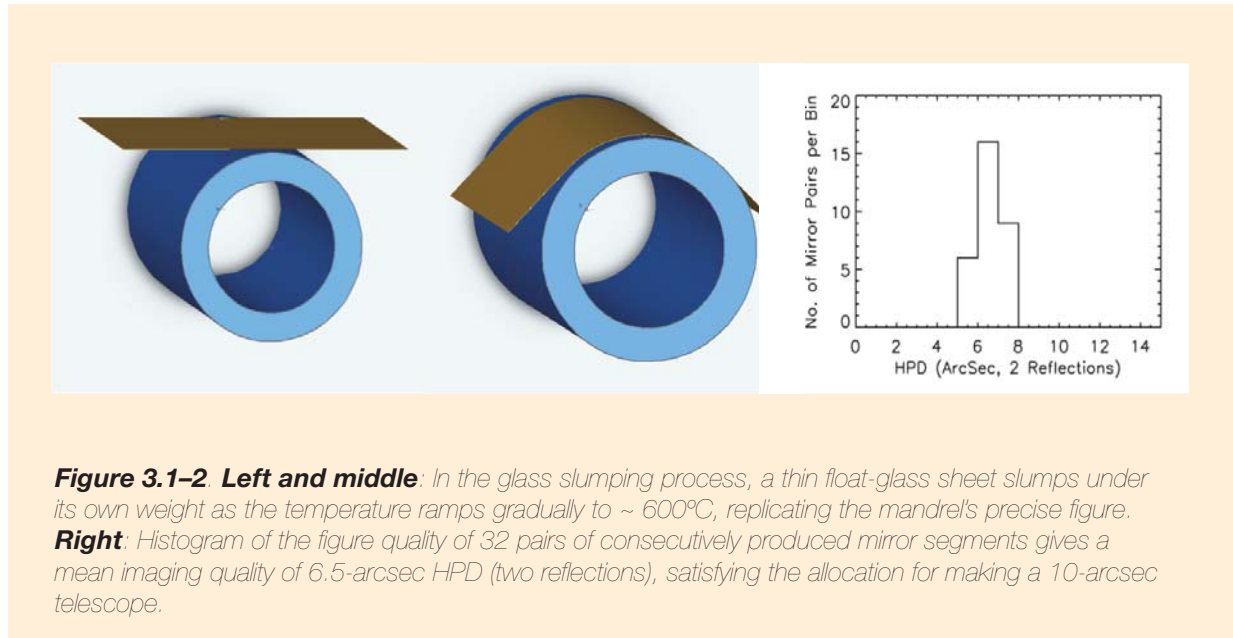 20
15
10
5
0
No. of Mirror Pairs per Bin
0 2 4 6 8 10 12 14
HPD (ArcSec, 2 Reflections)
Figure 3.1–2. Left and middle: In the glass slumping process, a thin float-glass sheet slumps under
its own weight as the temperature ramps gradually to ~ 600ºC, replicating the mandrel's precise figure.
Right: Histogram of the figure quality of 32 pairs of consecutively produced mirror segments gives a
mean imaging quality of 6.5-arcsec HPD (two reflections), satisfying the allocation for making a 10-arcsec
telescope.